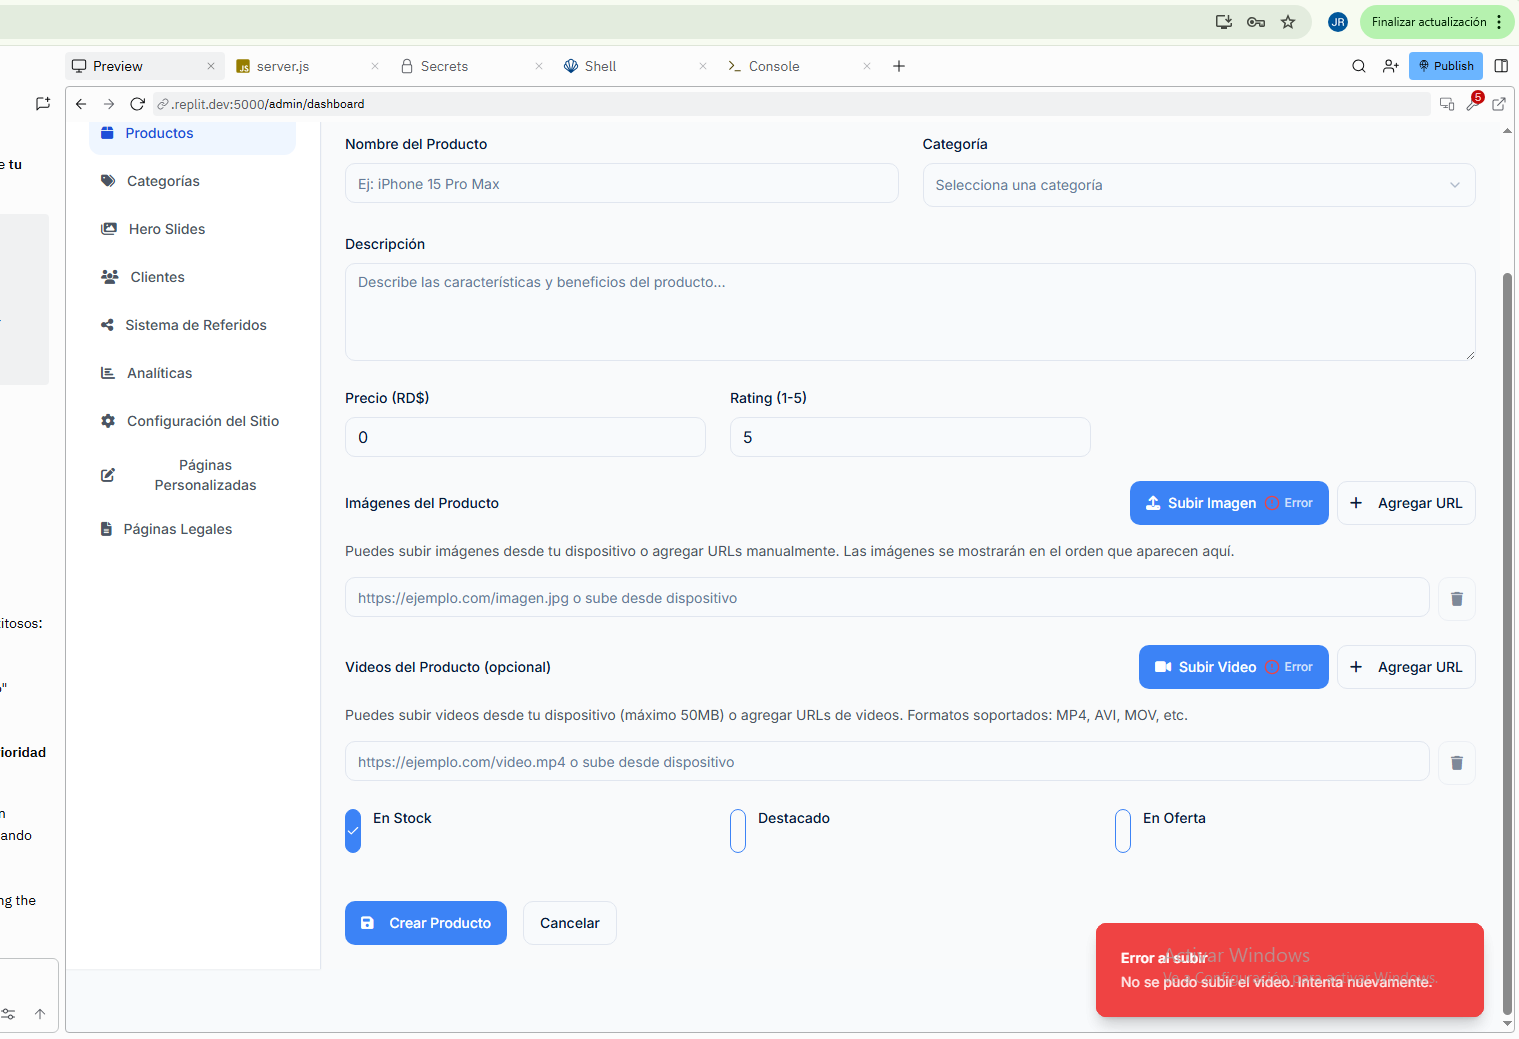 JR
Finalizar actualización
Preview
server.js
Secrets
Shell
Console
Publish
.replit.dev:5000/admin/dashboard
5
e tu
itosos:
o"
ioridad
n
ando
ng the
Productos
Categorías
Hero Slides
Clientes
Sistema de Referidos
Analíticas
Configuración del Sitio
Páginas
Personalizadas
Páginas Legales
Nombre del Producto
Categoría
Ej: iPhone 15 Pro Max
Selecciona una categoría
Descripción
Describe las características y beneficios del producto...
Precio (RD$)
Rating (1-5)
0
5
Imágenes del Producto
Subir Imagen
Error
Agregar URL
Puedes subir imágenes desde tu dispositivo o agregar URLs manualmente. Las imágenes se mostrarán en el orden que aparecen aquí.
https://ejemplo.com/imagen.jpg o sube desde dispositivo
Videos del Producto (opcional)
Subir Video
Error
Agregar URL
Puedes subir videos desde tu dispositivo (máximo 50MB) o agregar URLs de videos. Formatos soportados: MP4, AVI, MOV, etc.
https://ejemplo.com/video.mp4 o sube desde dispositivo
En Stock
Destacado
En Oferta
Crear Producto
Cancelar
Error al subir
No se pudo subir el video. Intenta nuevamente.
Activar Windows
Ve a Configuración para activar Windows.